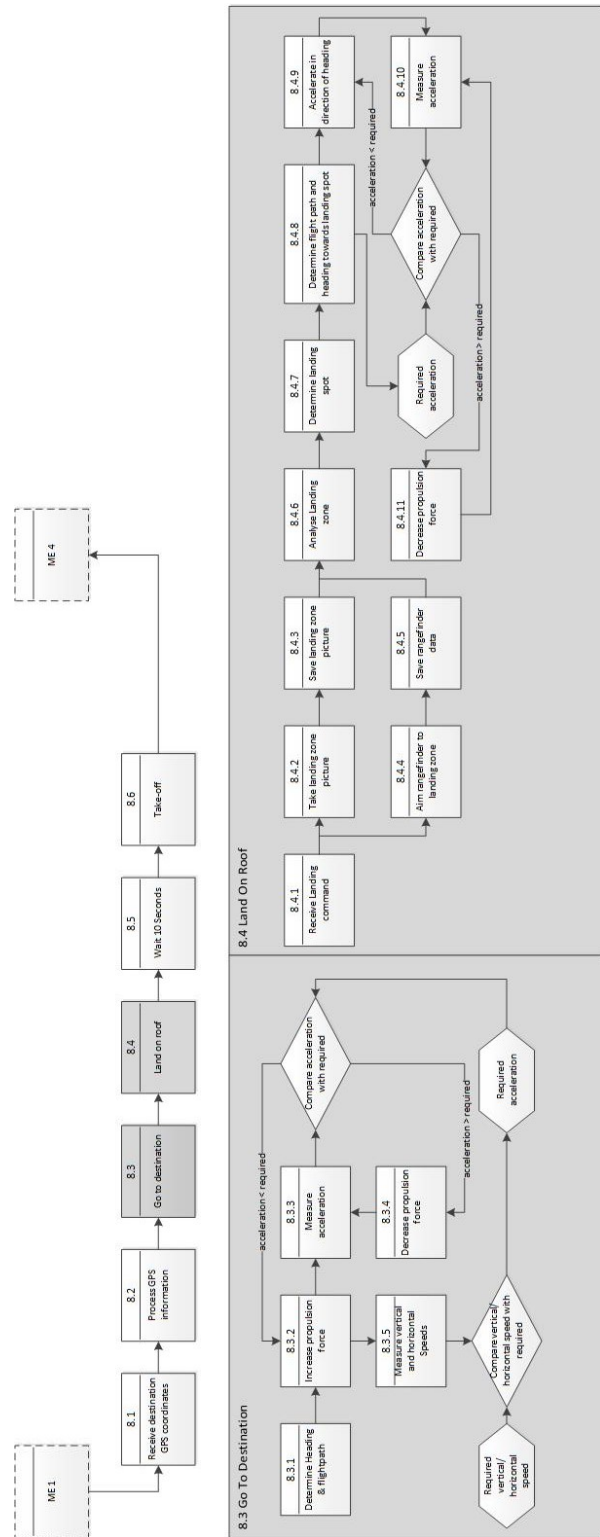 ME 1
8.1
Receive destination
GPS coordinates
8.2
Process GPS
information
8.3
Go to destination
8.4
Land on roof
8.5
Wait 10 Seconds
8.6
Take-off
ME 4
8.3 Go To Destination
8.3.1
Determine Heading
& flightpath
8.3.2
Increase propulsion
force
8.3.3
Measure
acceleration
8.3.4
Decrease propulsion
force
8.3.5
Measure vertical
and horizontal
Speeds
acceleration < required
Compare acceleration
with required
acceleration > required
Required
vertical/
horizontal
speed
Compare vertical/
horizontal speed with
required
Required
acceleration
8.4 Land On Roof
8.4.1
Receive Landing
command
8.4.2
Take landing zone
picture
8.4.3
Save landing zone
picture
8.4.4
Aim rangefinder to
landing zone
8.4.5
Save rangefinder
data
8.4.6
Analyse Landing
zone
8.4.7
Determine landing
spot
8.4.8
Determine flight path and
heading towards landing spot
8.4.9
Accelerate in
direction of heading
acceleration < required
8.4.10
Measure
acceleration
Compare acceleration
with required
Required
acceleration
acceleration> required
8.4.11
Decrease propulsion
force